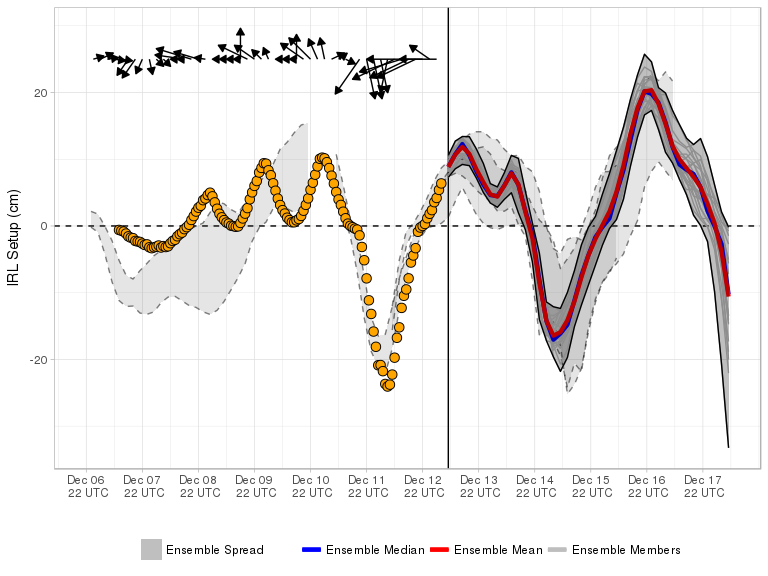 IRL Setup (cm)
20
0
-20
Dec 06 Dec 07 Dec 08 Dec 09 Dec 10 Dec 11 Dec 12 Dec 13 Dec 14 Dec 15 Dec 16 Dec 17
22 UTC 22 UTC 22 UTC 22 UTC 22 UTC 22 UTC 22 UTC 22 UTC 22 UTC 22 UTC 22 UTC 22 UTC
Ensemble Spread Ensemble Median Ensemble Mean Ensemble Members